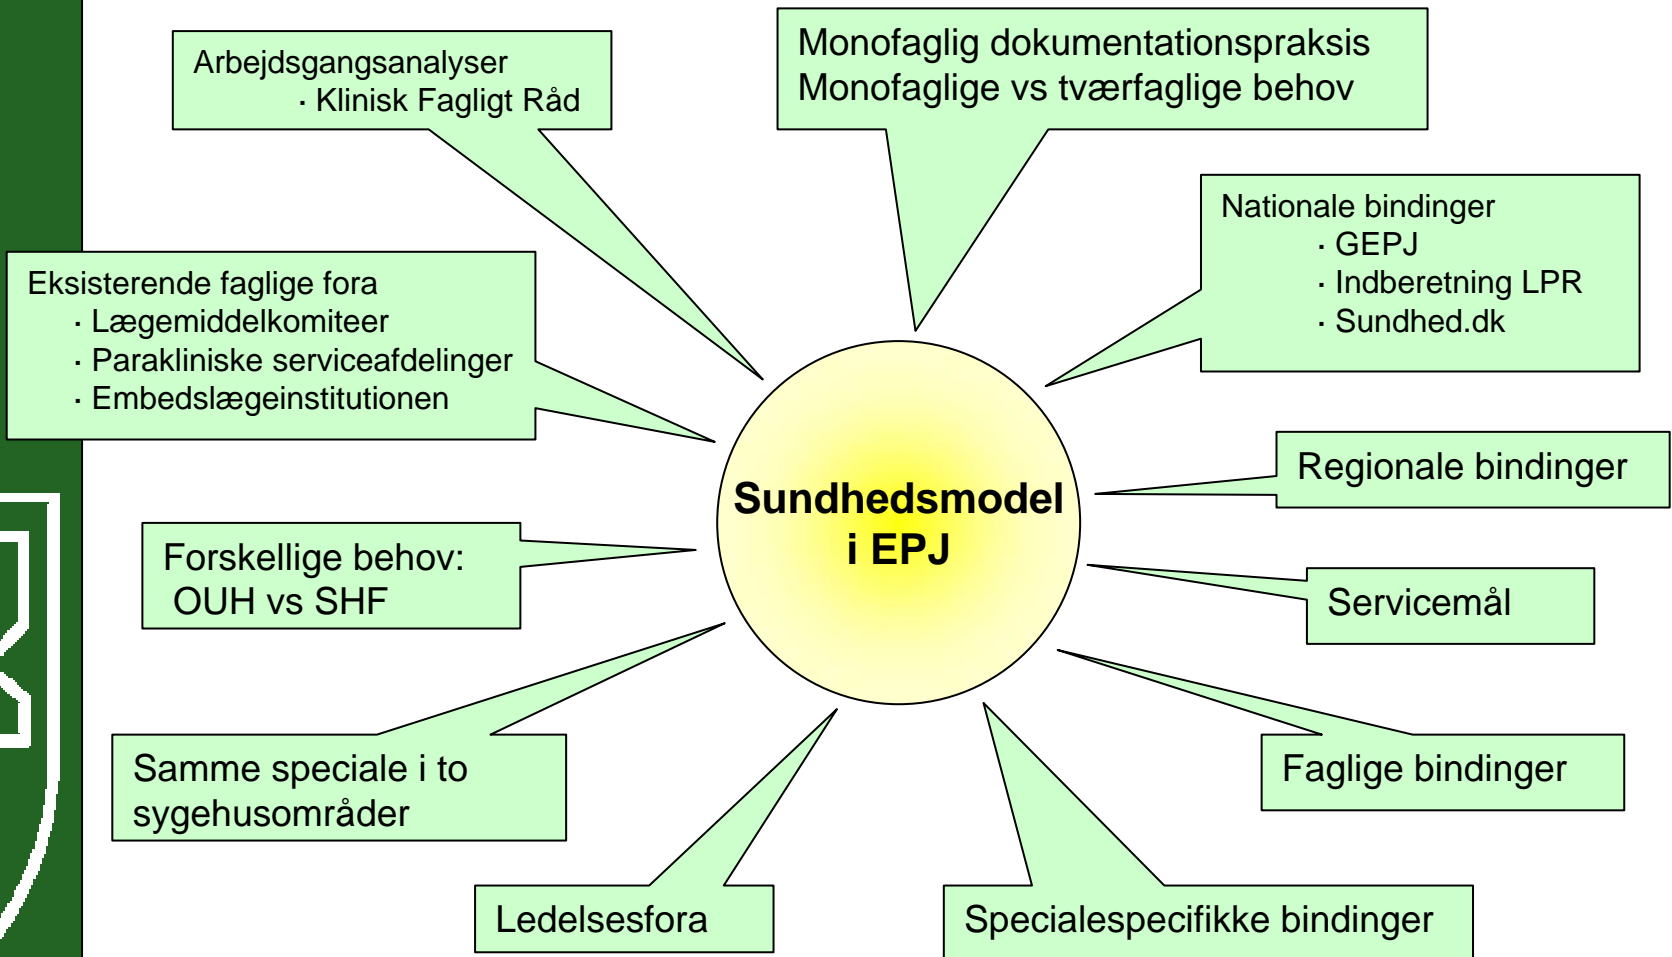 Arbejdsgangsanalyser
· Klinisk Fagligt Råd
Monofaglig dokumentationspraksis
Monofaglige vs tværfaglige behov
Nationale bindinger
· GEPJ
· Indberetning LPR
· Sundhed.dk
Eksisterende faglige fora
· Lægemiddelkomiteer
· Parakliniske serviceafdelinger
· Embedslægeinstitutionen
Regionale bindinger
Sundhedsmodel
i EPJ
Forskellige behov:
OUH vs SHF
Servicemål
Samme speciale i to
sygehusområder
Faglige bindinger
Ledelsesfora
Specialespecifikke bindinger